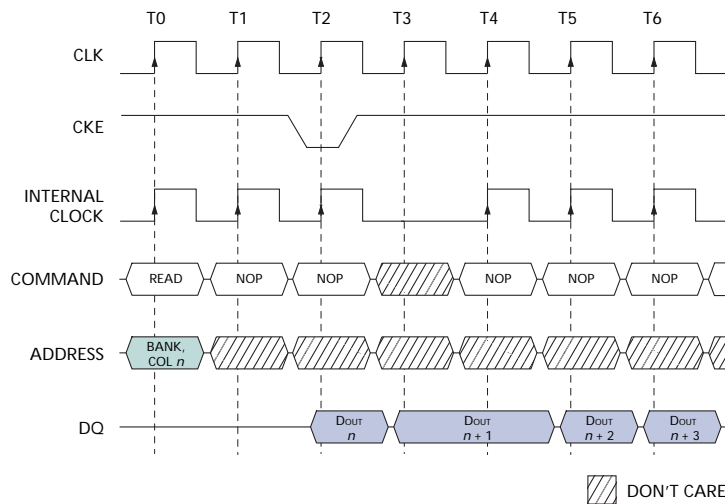 T0 T1 T2 T3 T4 T5 T6
CLK
CKE
INTERNAL
CLOCK
COMMAND READ NOP NOP NOP NOP NOP
ADDRESS BANK,
COL n
DQ DOUT DOUT DOUT DOUT
n n + 1 n + 2 n + 3
DON'T CARE